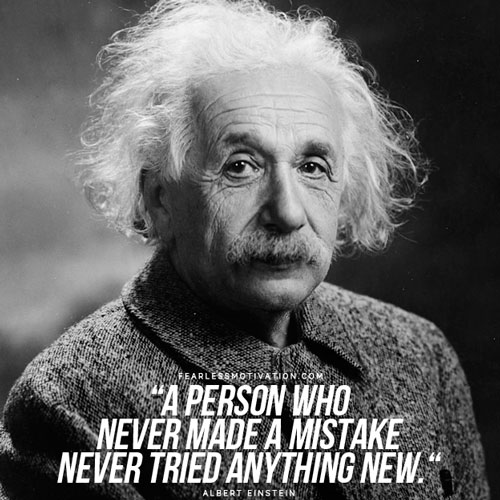 FEARLESSMOTIVATION.COM
“A PERSON WHO
NEVER MADE A MISTAKE
NEVER TRIED ANYTHING NEW.“
ALBERT EINSTEIN